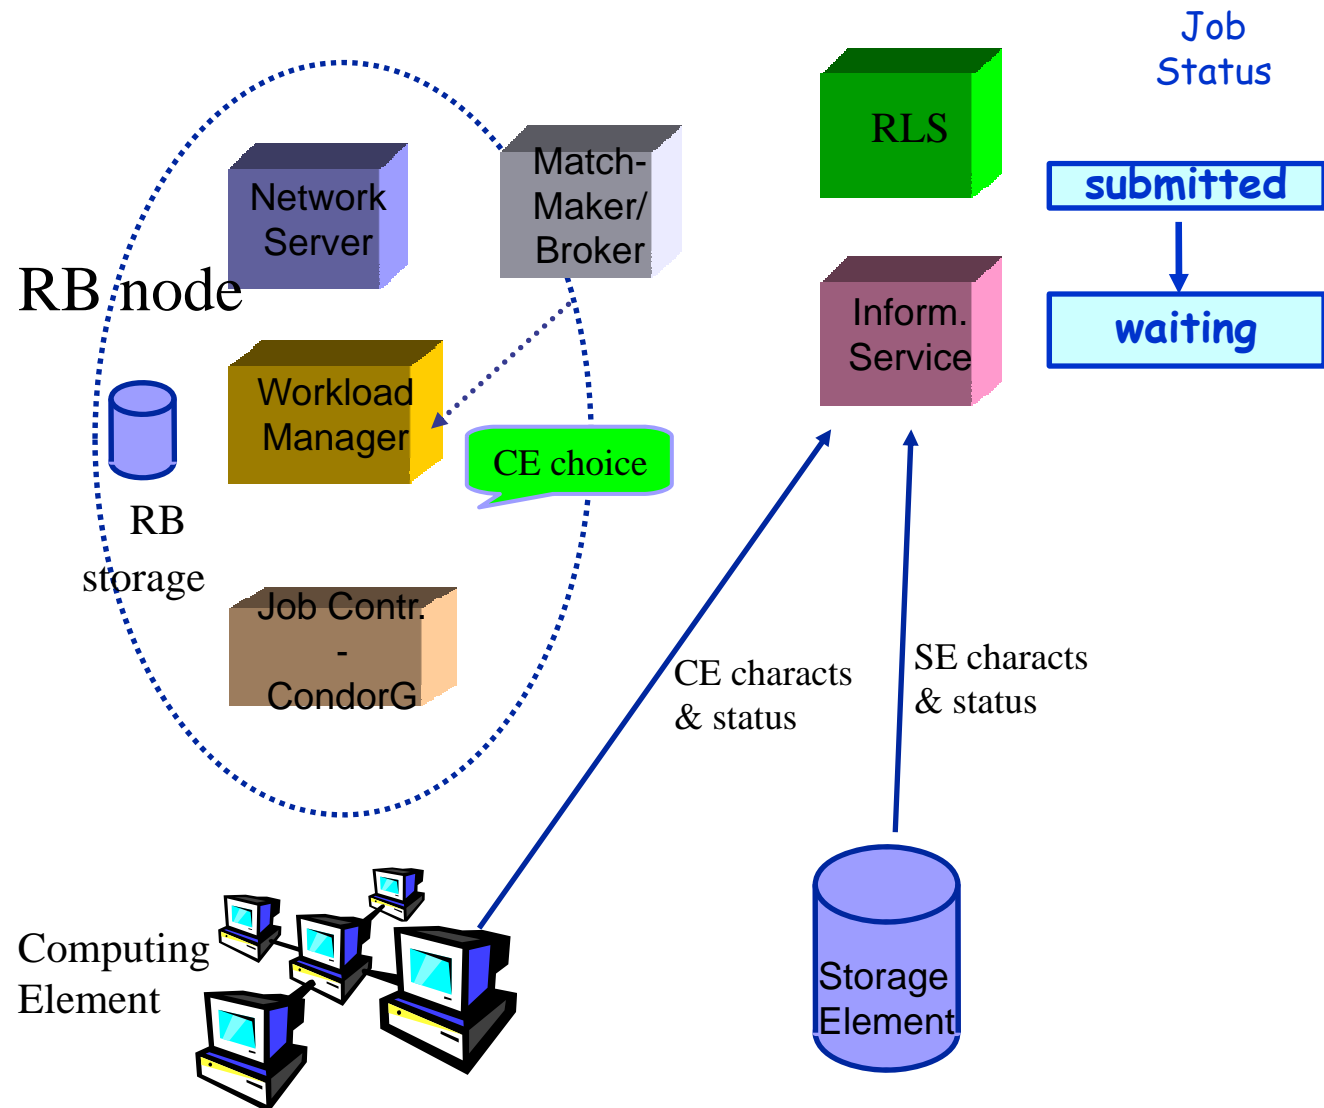 Job
Status
RLS
submitted
Match-
Maker/
Broker
Network
Server
RB node
Inform.
Service
waiting
Workload
Manager
CE choice
RB
storage
Job Contr.
-
CondorG
CE characts
& status
SE characts
& status
Computing
Element
Storage
Element